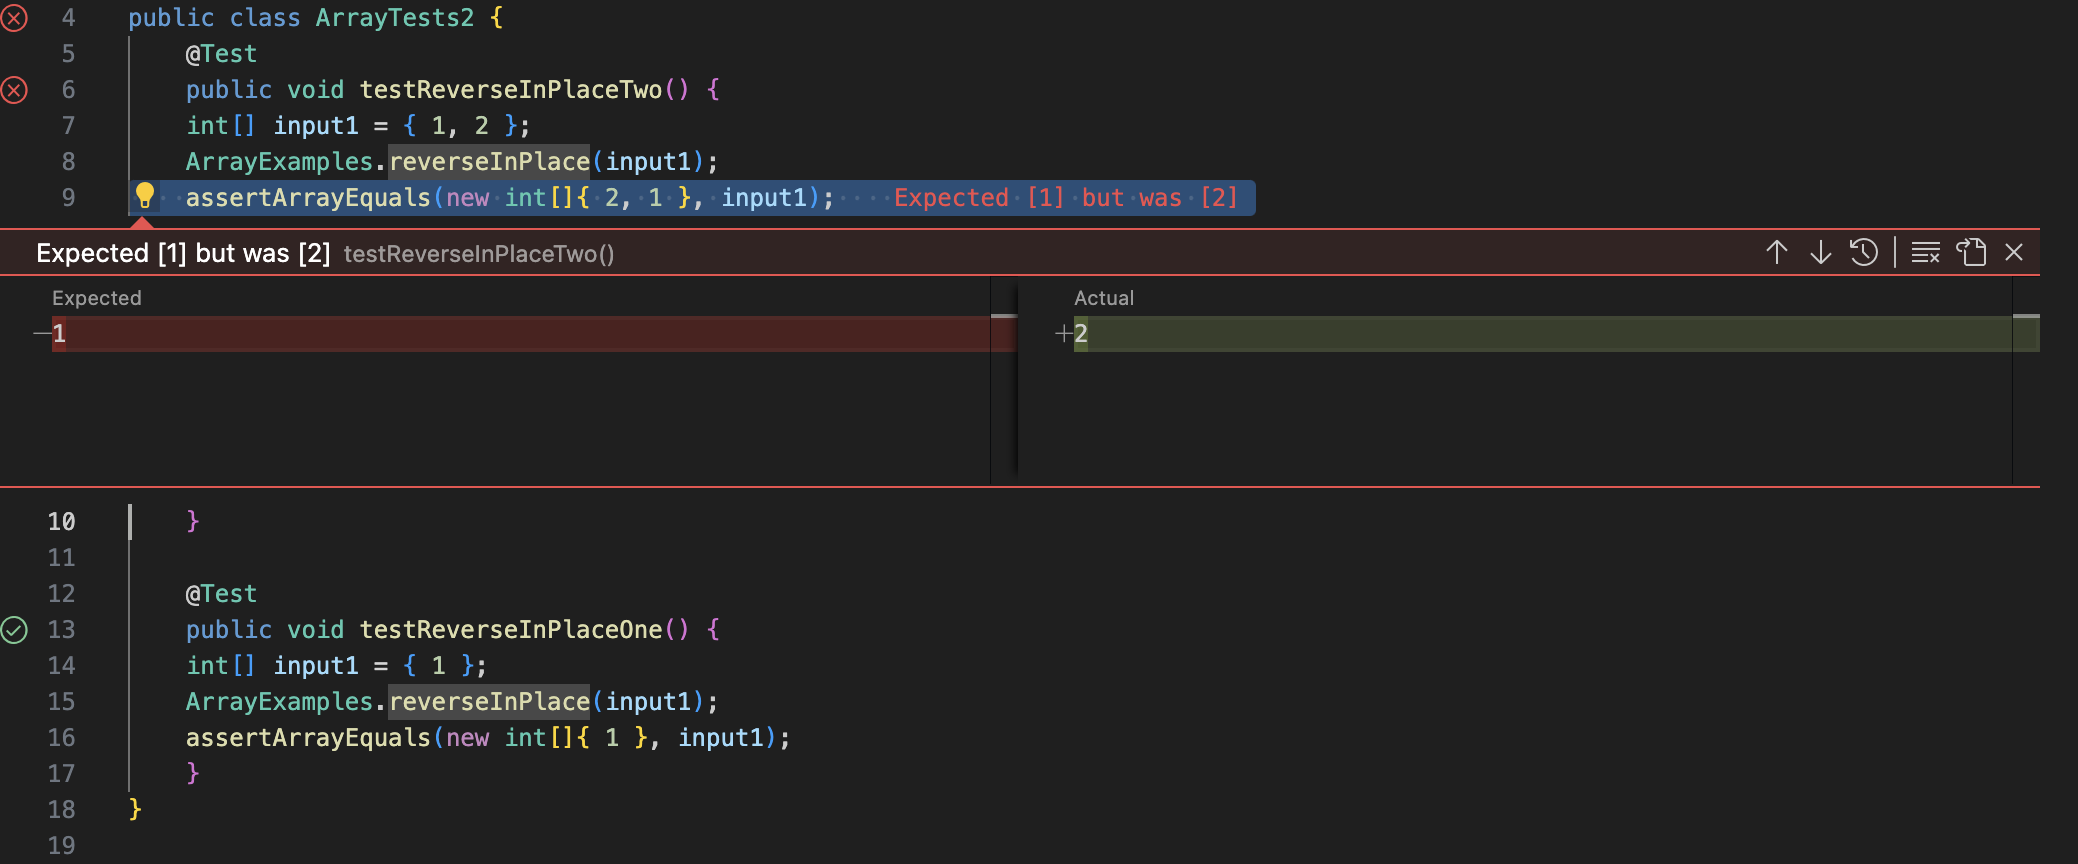 4 public class ArrayTests2 {
5 @Test
6 public void testReverseInPlaceTwo() {
7 int[] input1 = { 1, 2 };
8 ArrayExamples.reverseInPlace(input1);
9 assertArrayEquals(new int[]{ 2, 1 }, input1); Expected [1] but was [2]
Expected [1] but was [2] testReverseInPlaceTwo()
Expected Actual
—1 +2
10 }
11
12 @Test
13 public void testReverseInPlaceOne() {
14 int[] input1 = { 1 };
15 ArrayExamples.reverseInPlace(input1);
16 assertArrayEquals(new int[]{ 1 }, input1);
17 }
18 }
19